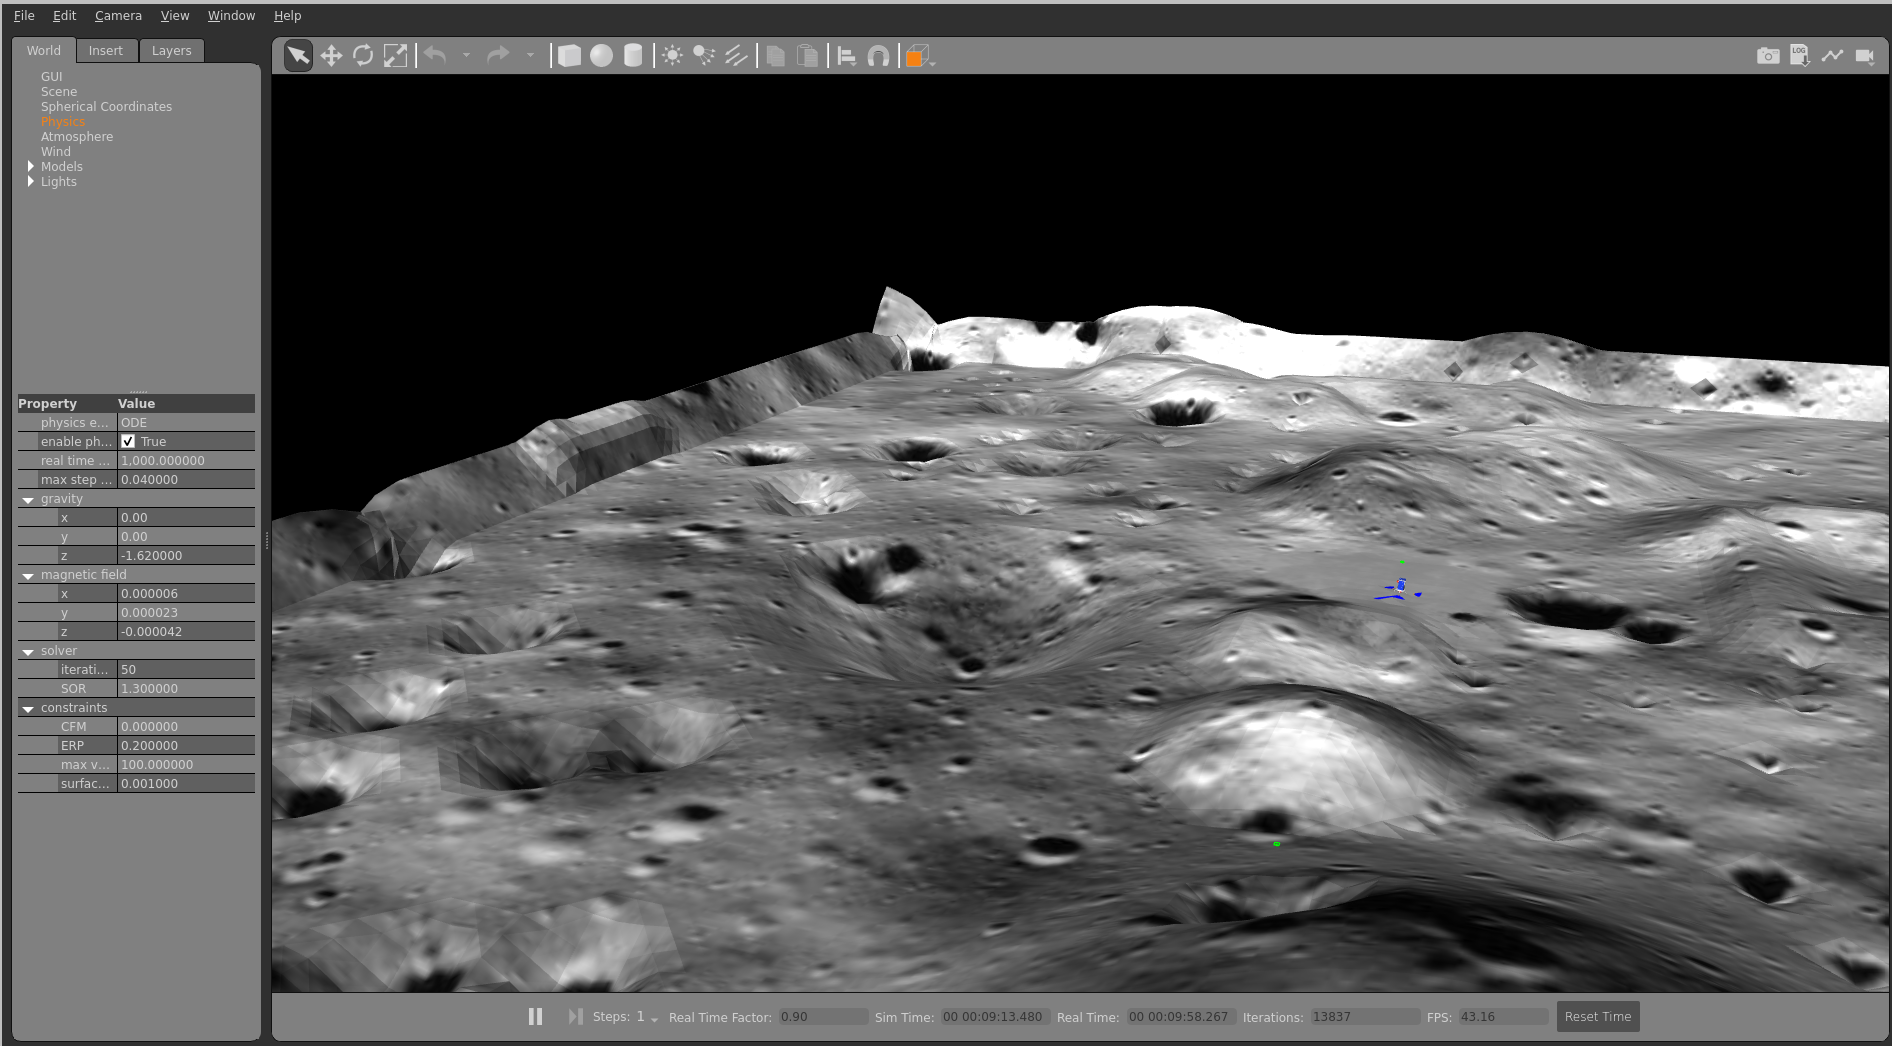 File Edit Camera View Window Help
World Insert Layers
LOG
GUI
Scene
Spherical Coordinates
Physics
Atmosphere
Wind
Models
Lights
Property Value
physics e... ODE
enable ph... True
real time ... 1,000.000000
max step ... 0.040000
gravity
x 0.00
y 0.00
z -1.620000
magnetic field
x 0.000006
y 0.000023
z -0.000042
solver
iterati... 50
SOR 1.300000
constraints
CFM 0.000000
ERP 0.200000
max v... 100.000000
surfac... 0.001000
Steps: 1 Real Time Factor: 0.90 Sim Time: 00 00:09:13.480 Real Time: 00 00:09:58.267 Iterations: 13837 FPS: 43.16 Reset Time